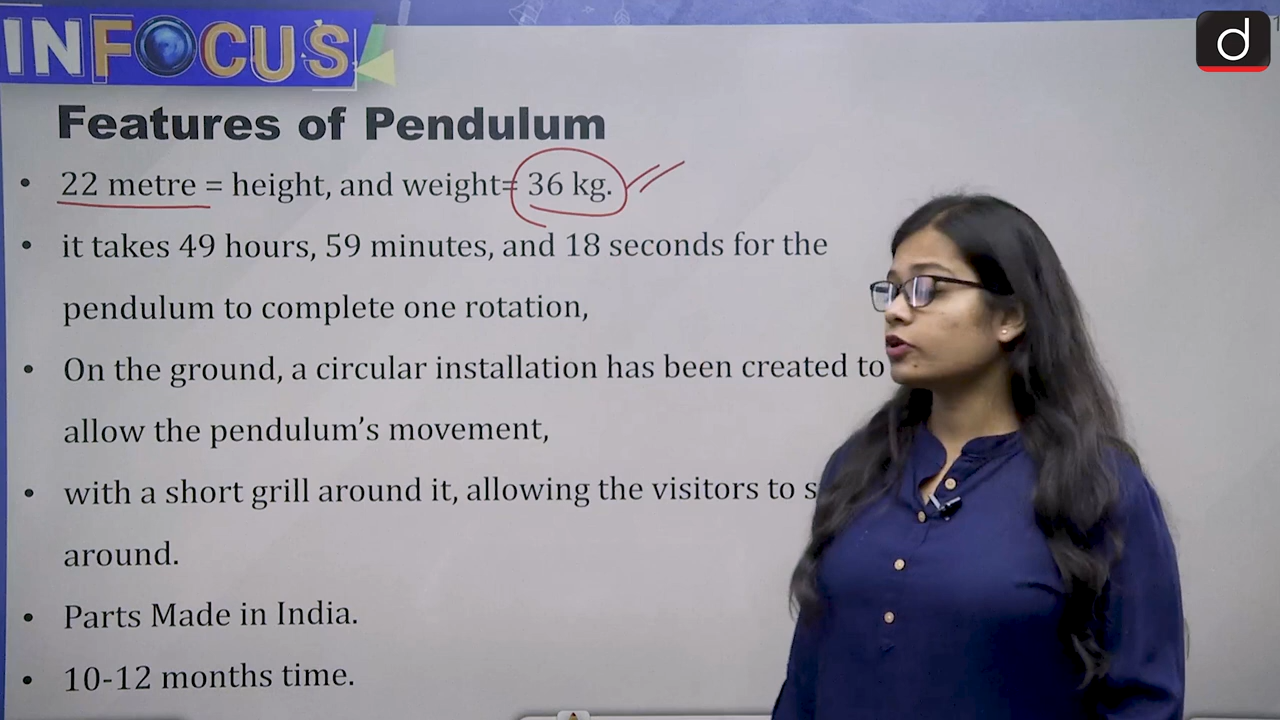 INFOCUS
d
Features of Pendulum
• 22 metre = height, and weight= 36 kg.
• it takes 49 hours, 59 minutes, and 18 seconds for the
pendulum to complete one rotation,
• On the ground, a circular installation has been created to
allow the pendulum’s movement,
• with a short grill around it, allowing the visitors to s
around.
• Parts Made in India.
• 10-12 months time.